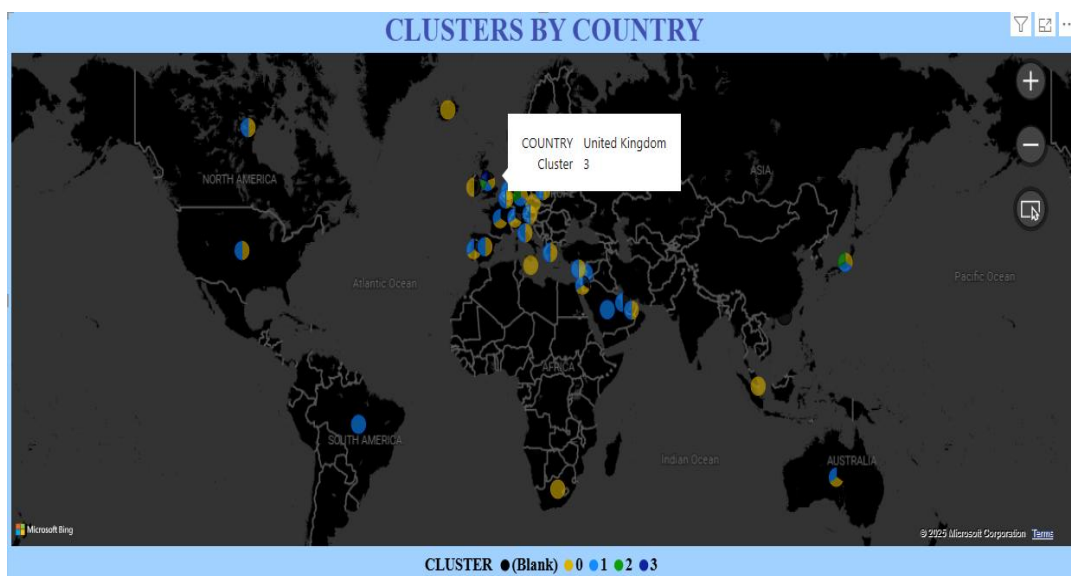 CLUSTERS BY COUNTRY
COUNTRY United Kingdom
Cluster 3
ASIA
NORTH AMERICA
Atlantic Ocean
Pacific Ocean
AFRICA
SOUTH AMERICA
Indian Ocean
AUSTRALIA
Microsoft Bing
© 2025 Microsoft Corporation Terms
CLUSTER (Blank) 0 1 2 3